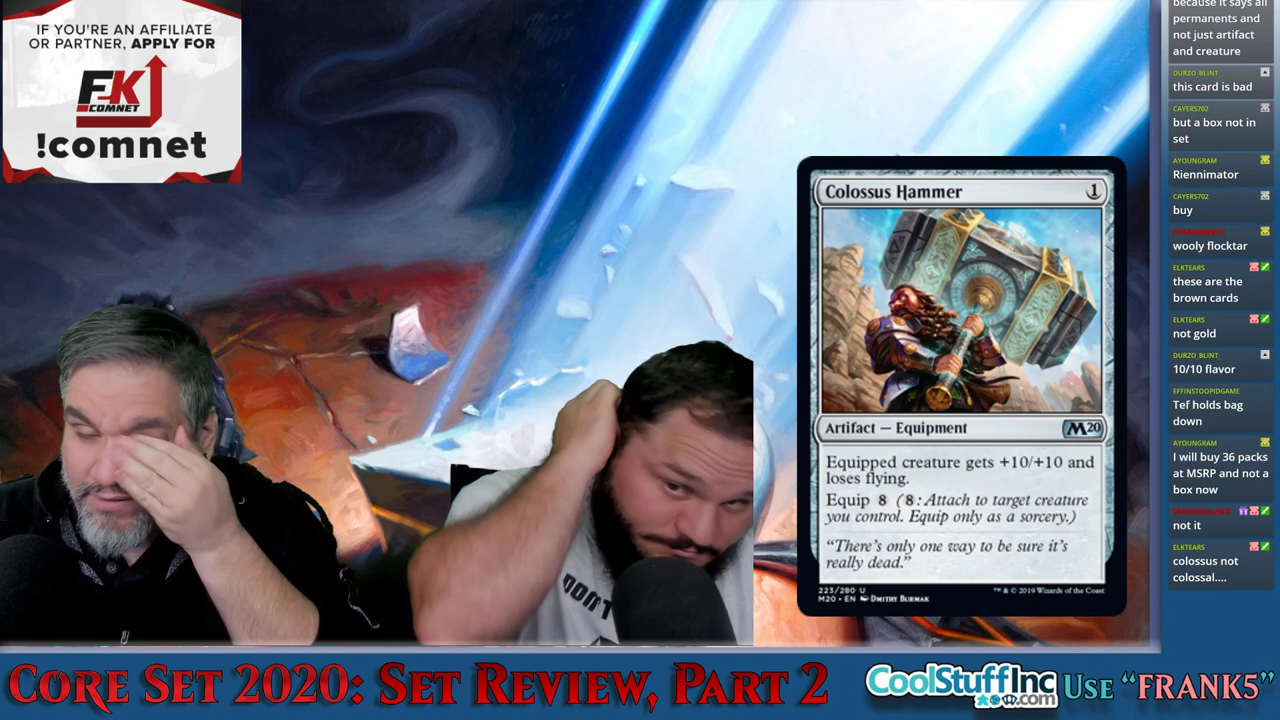 IF YOU'RE AN AFFILIATE
OR PARTNER, APPLY FOR
F2K
COMNET
!comnet
Colossus Hammer 1
Artifact — Equipment M20
Equipped creature gets +10/+10 and
loses flying.
Equip 8 (8: Attach to target creature
you control. Equip only as a sorcery.)
"There's only one way to be sure it's
really dead."
223/280 U
M20 • EN Dmitry Burmak
™ & © 2019 Wizards of the Coast
DON'T
because it says all
permanents and
not just artifact
and creature
DURZO_BLINT_
this card is bad
CAYERS702
but a box not in
set
AYOUNGRAM
Riennimator
CAYERS702
buy
wooly flocktar
ELKTEARS
these are the
brown cards
ELKTEARS
not gold
DURZO_BLINT_
10/10 flavor
EFFINSTOOPIDGAME
Tef holds bag
down
AYOUNGRAM
I will buy 36 packs
at MSRP and not a
box now
not it
ELKTEARS
colossus not
colossal....
Core Set 2020: Set Review, Part 2
CoolStuffInc
.com
Use "FRANK5"